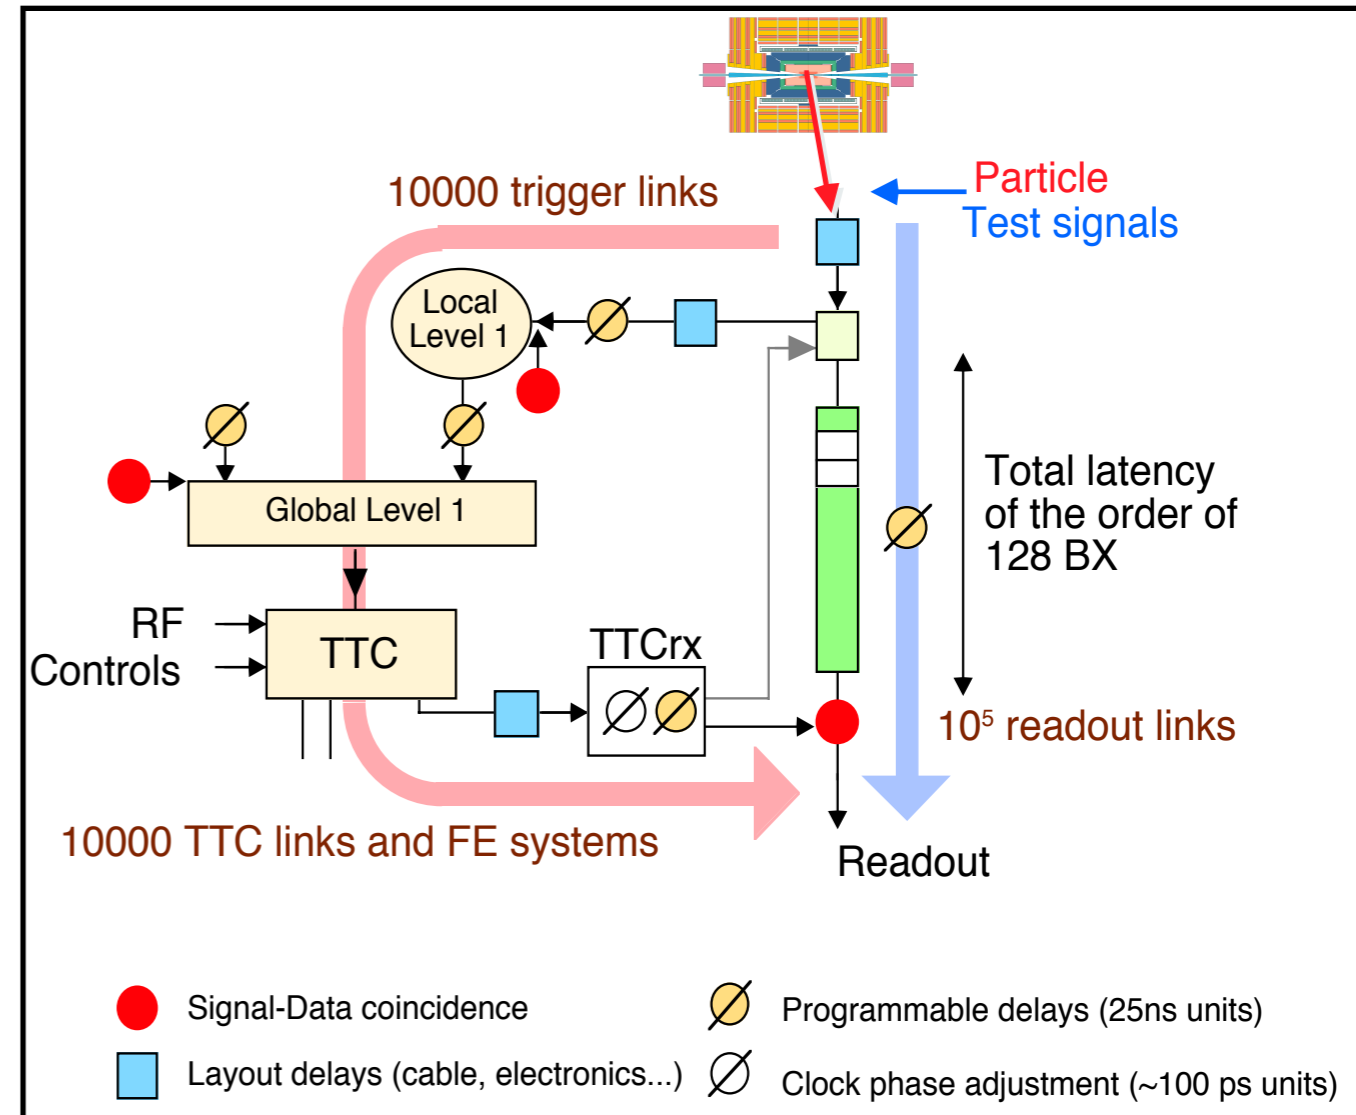 Particle
Test signals
10000 trigger links
Local
Level 1
Global Level 1
Total latency
of the order of
128 BX
RF
Controls
TTC
TTCrx
10⁵ readout links
10000 TTC links and FE systems
Readout
Signal-Data coincidence
Programmable delays (25ns units)
Layout delays (cable, electronics...)
Clock phase adjustment (~100 ps units)